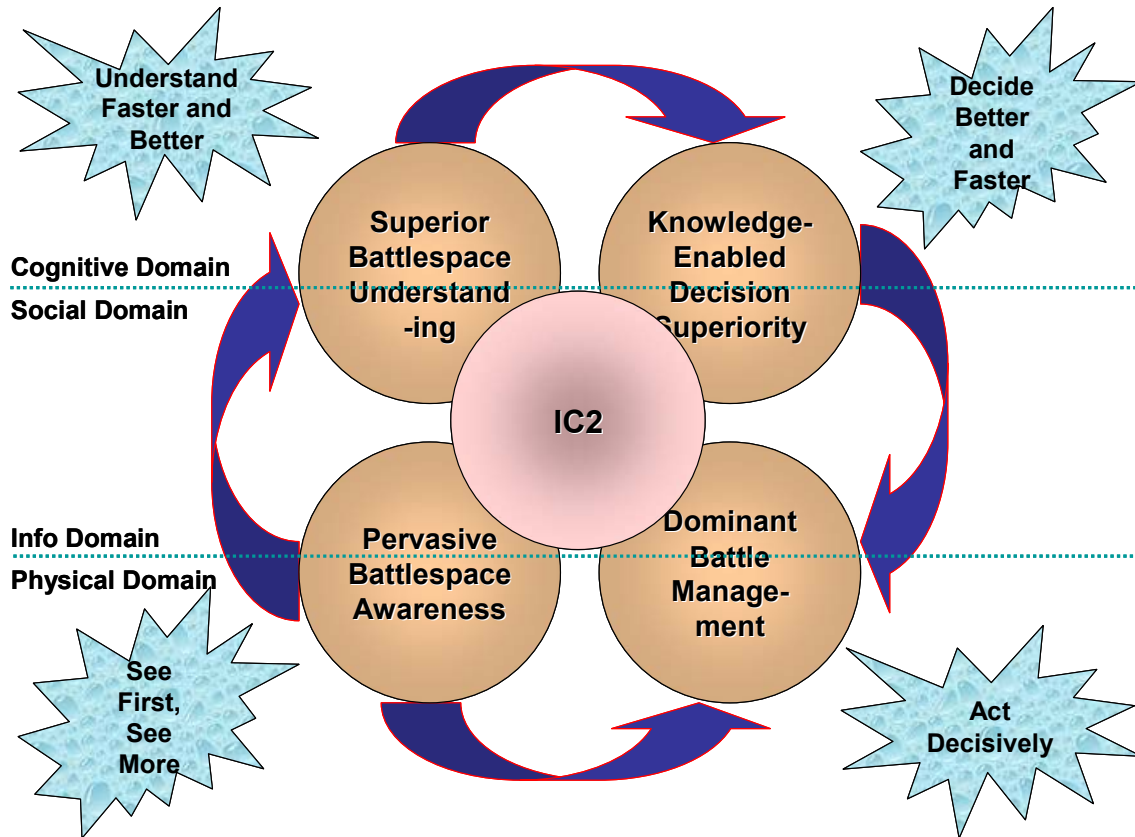 Understand
Faster and
Better
Decide
Better
and
Faster
Superior
Battlespace
Understand
-ing
Knowledge-
Enabled
Decision
Superiority
Cognitive Domain
Social Domain
IC2
Info Domain
Physical Domain
Pervasive
Battlespace
Awareness
Dominant
Battle
Manage-
ment
See
First,
See
More
Act
Decisively